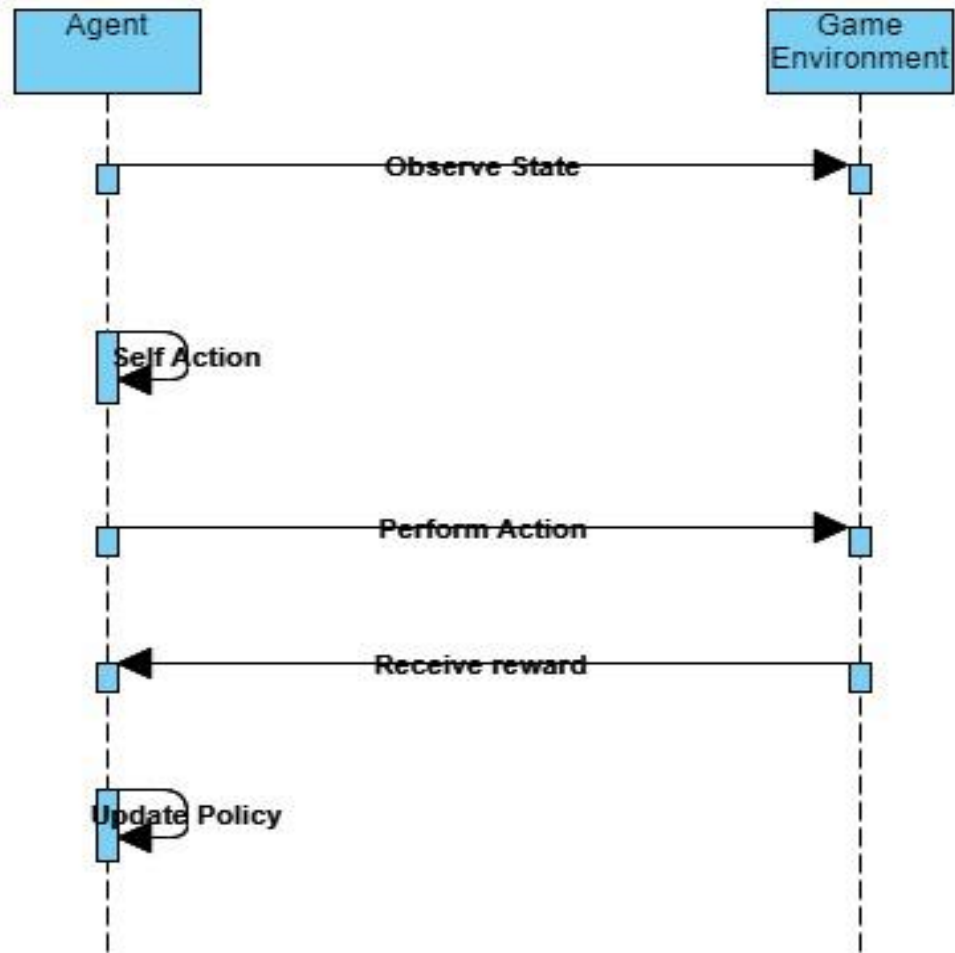 Agent
Game
Environment
Observe State
Self Action
Perform Action
Receive reward
Update Policy